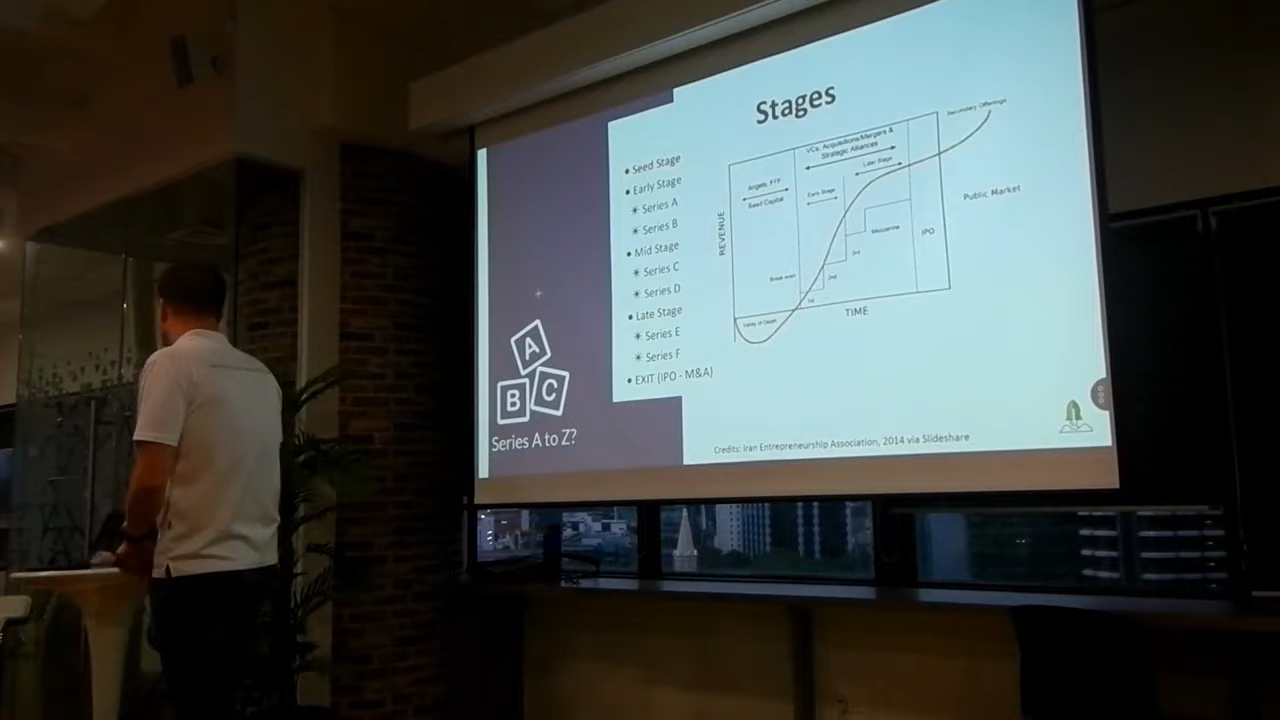 Stages
• Seed Stage
• Early Stage
✴ Series A
✴ Series B
• Mid Stage
✴ Series C
✴ Series D
• Late Stage
✴ Series E
✴ Series F
• EXIT (IPO - M&A)
A
B C
Series A to Z?
Secondary Offerings
VCs, Acquisitions/Mergers &
Strategic Alliances
Later Stage
Angels, FFF
Seed Capital
Early Stage
Public Market
REVENUE
Mezzanine
IPO
3rd
Break even
2nd
1st
TIME
Valley of Death
Credits: Iran Entrepreneurship Association, 2014 via Slideshare